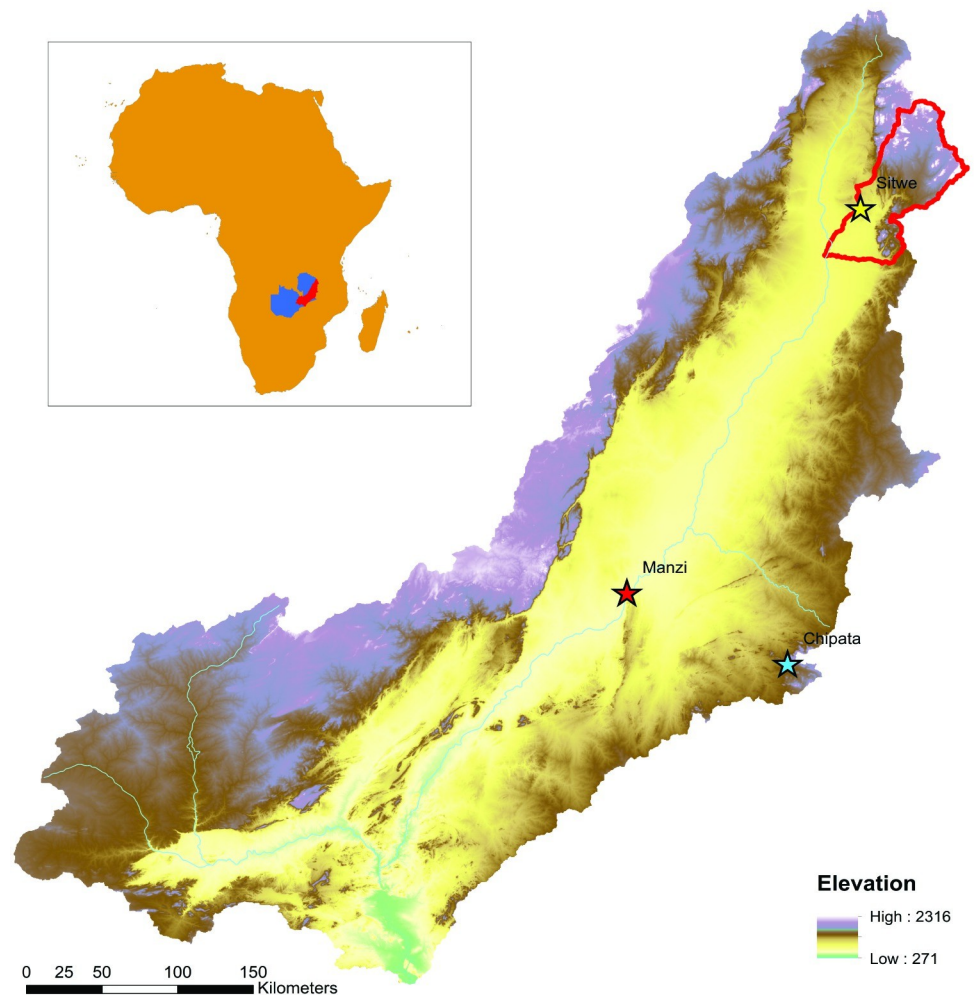 Sitwe
Manzi
Chipata
Elevation
High : 2316
Low : 271
0 25 50 100 150
Kilometers